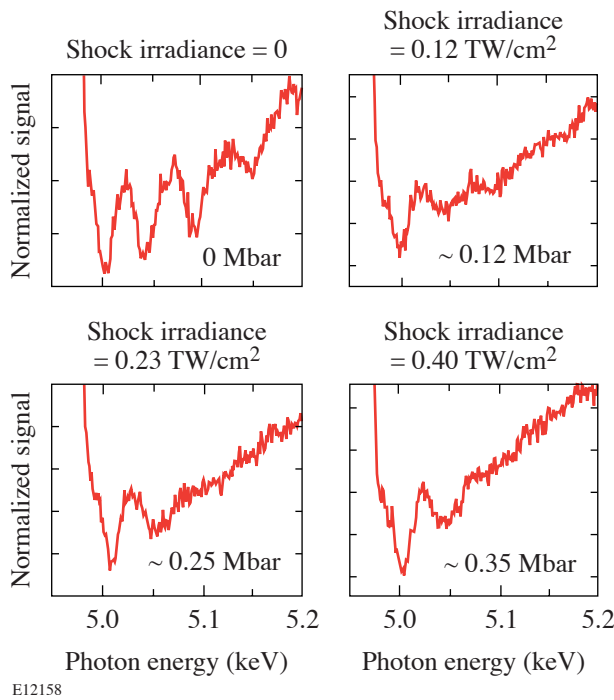 Shock irradiance = 0
Shock irradiance
= 0.12 TW/cm²
Normalized signal
0 Mbar
~ 0.12 Mbar
Shock irradiance
= 0.23 TW/cm²
Shock irradiance
= 0.40 TW/cm²
Normalized signal
~ 0.25 Mbar
~ 0.35 Mbar
5.0 5.1 5.2
5.0 5.1 5.2
Photon energy (keV)
Photon energy (keV)
E12158